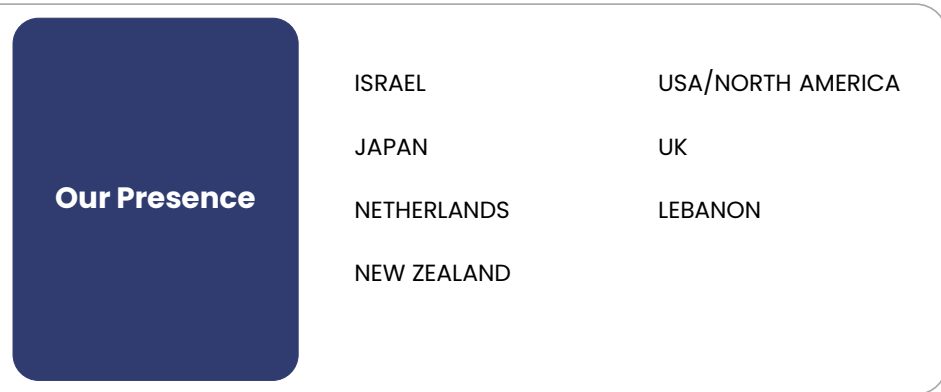 Our Presence
ISRAEL
JAPAN
NETHERLANDS
NEW ZEALAND
USA/NORTH AMERICA
UK
LEBANON